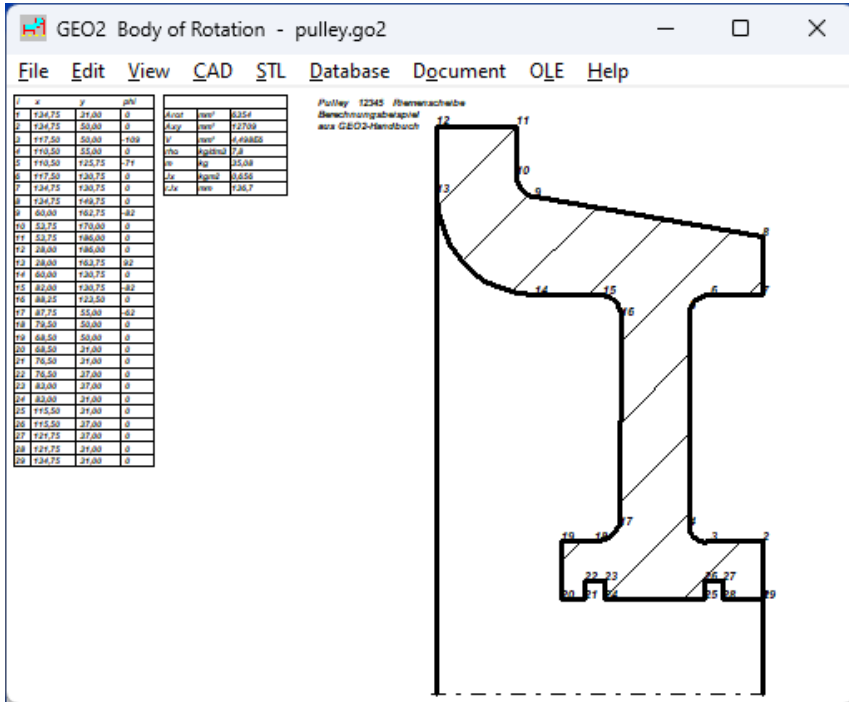 GEO2 Body of Rotation - pulley.go2
File Edit View CAD STL Database Document OLE Help
i x y phi
1 134,75 31,00 0
2 134,75 50,00 0
3 117,50 50,00 -109
4 110,50 55,00 0
5 110,50 125,75 -71
6 117,50 130,75 0
7 134,75 130,75 0
8 134,75 149,75 0
9 60,00 162,75 -82
10 53,75 170,00 0
11 53,75 186,00 0
12 28,00 186,00 0
13 28,00 163,75 92
14 60,00 130,75 0
15 82,00 130,75 -82
16 88,25 123,50 0
17 87,75 55,00 -62
18 79,50 50,00 0
19 68,50 50,00 0
20 68,50 31,00 0
21 76,50 31,00 0
22 76,50 37,00 0
23 83,00 37,00 0
24 83,00 31,00 0
25 115,50 31,00 0
26 115,50 37,00 0
27 121,75 37,00 0
28 121,75 31,00 0
29 134,75 31,00 0
mm² 6354
Axy mm² 12709
V 4,498E6
rho kg/dm3 7,8
m kg 35,08
Jx kgm2 0,656
rJx mm 136,7
Pulley 12345 Riemenscheibe
Berechnungsbeispiel
aus GEO2-Handbuch
12 11
10
13 9
8
14 15 6 7
16
17 4
19 18 3 2
22 23 26 27
20 21 24 25 28 29